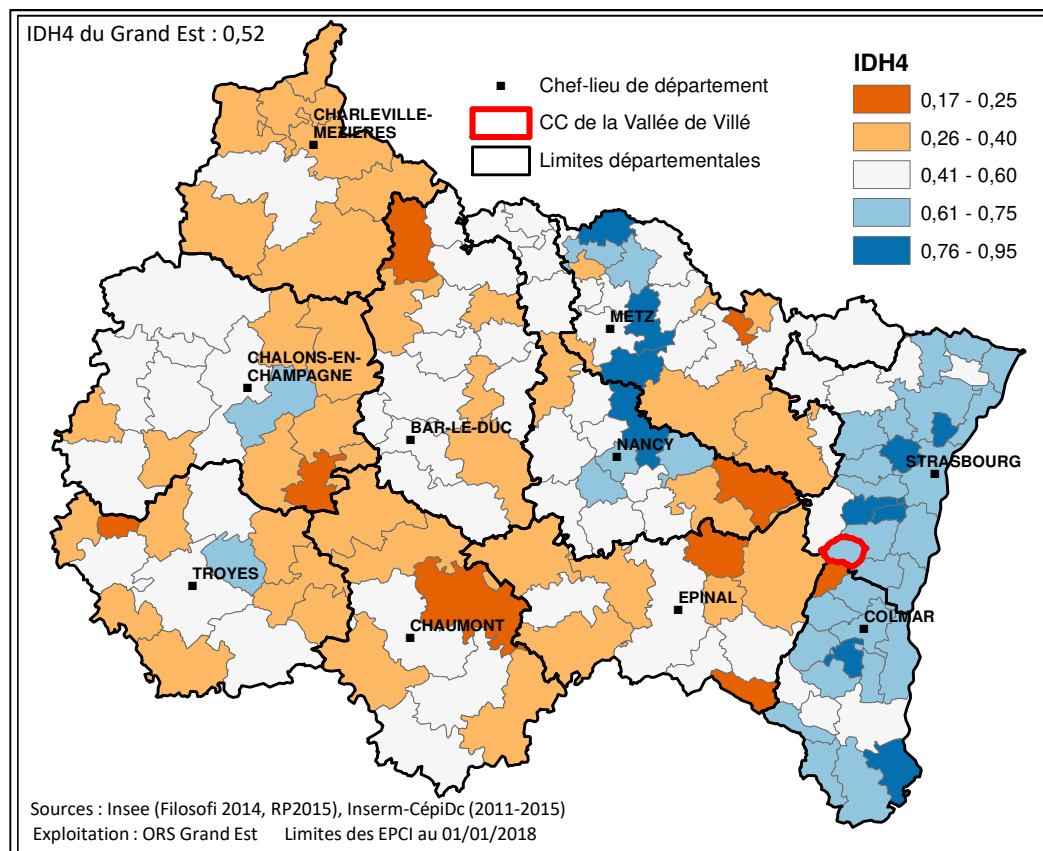 IDH4 du Grand Est : 0,52
IDH4
Chef-lieu de département
CC de la Vallée de Villé
Limites départementales
0,17 - 0,25
0,26 - 0,40
0,41 - 0,60
0,61 - 0,75
0,76 - 0,95
CHARLEVILLE-
MEZIERES
METZ
CHALONS-EN-
CHAMPAGNE
BAR-LE-DUC
NANCY
STRASBOURG
TROYES
EPINAL
CHAUMONT
COLMAR
Sources : Insee (Filosofi 2014, RP2015), Inserm-CépiDc (2011-2015)
Exploitation : ORS Grand Est Limites des EPCI au 01/01/2018